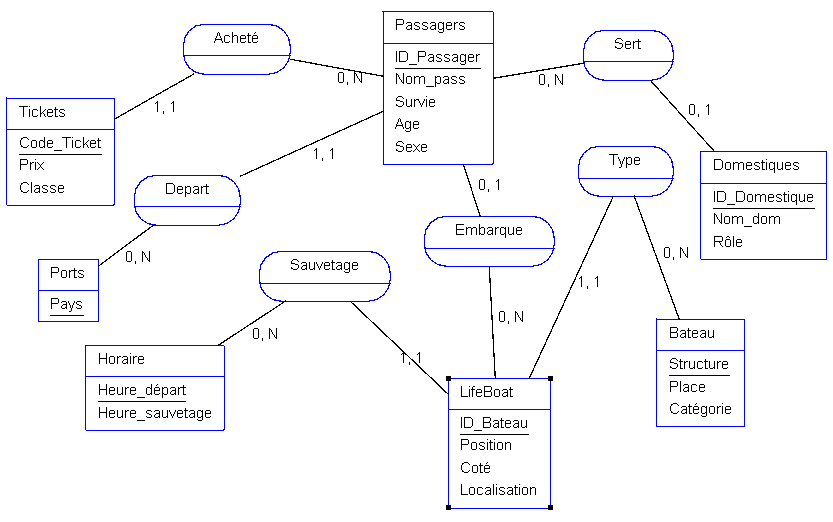 Passagers
ID_Passager
Nom_pass
Survie
Age
Sexe
Acheté
0, N
1, 1
Tickets
Code_Ticket
Prix
Classe
Sert
0, N
0, 1
Domestiques
ID_Domestique
Nom_dom
Rôle
Depart
1, 1
0, N
Ports
Pays
Embarque
0, 1
0, N
Type
1, 1
0, N
Bateau
Structure
Place
Catégorie
Sauvetage
0, N
1, 1
Horaire
Heure_départ
Heure_sauvetage
LifeBoat
ID_Bateau
Position
Coté
Localisation